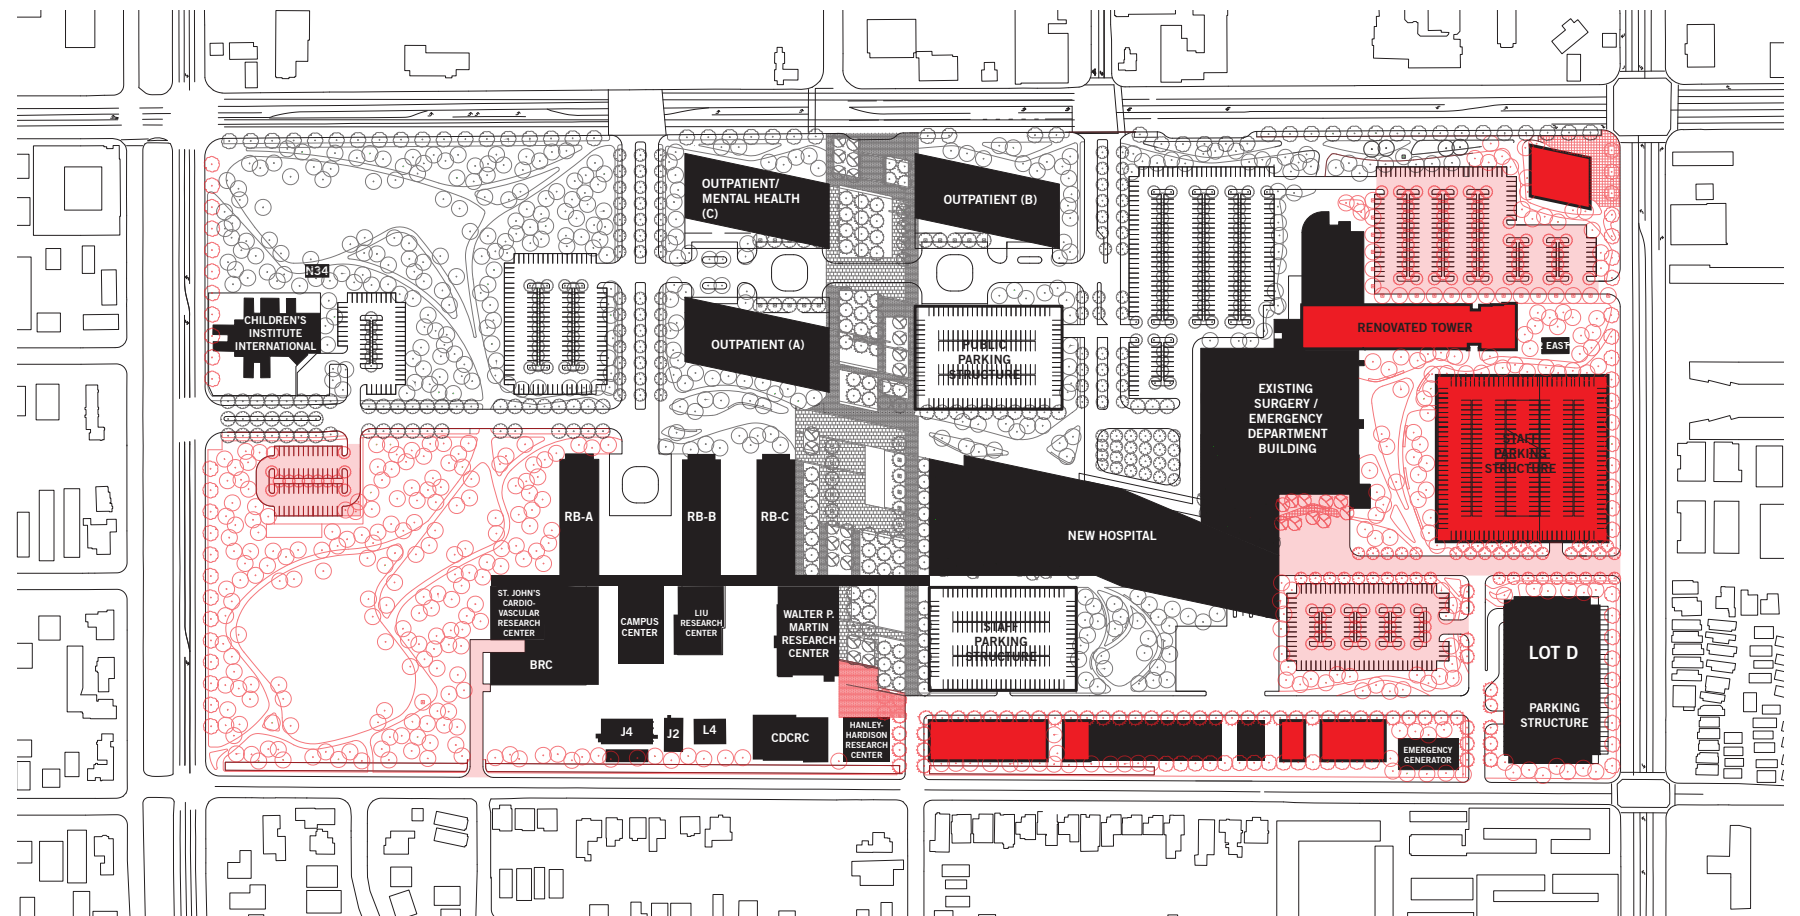 OUTPATIENT/
MENTAL HEALTH
(C)
OUTPATIENT (B)
N34
CHILDREN'S
INSTITUTE
INTERNATIONAL
OUTPATIENT (A)
PUBLIC
PARKING
STRUCTURE
RENOVATED TOWER
EAST
EXISTING
SURGERY /
EMERGENCY
DEPARTMENT
BUILDING
STAFF
PARKING
STRUCTURE
RB-A
RB-B
RB-C
NEW HOSPITAL
ST. JOHN'S
CARDIO-
VASCULAR
RESEARCH
CENTER
BRC
CAMPUS
CENTER
LIU
RESEARCH
CENTER
WALTER P.
MARTIN
RESEARCH
CENTER
STAFF
PARKING
STRUCTURE
LOT D
PARKING
STRUCTURE
J4
J2
L4
CDCRC
HANLEY-
HARDISON
RESEARCH
CENTER
EMERGENCY
GENERATOR